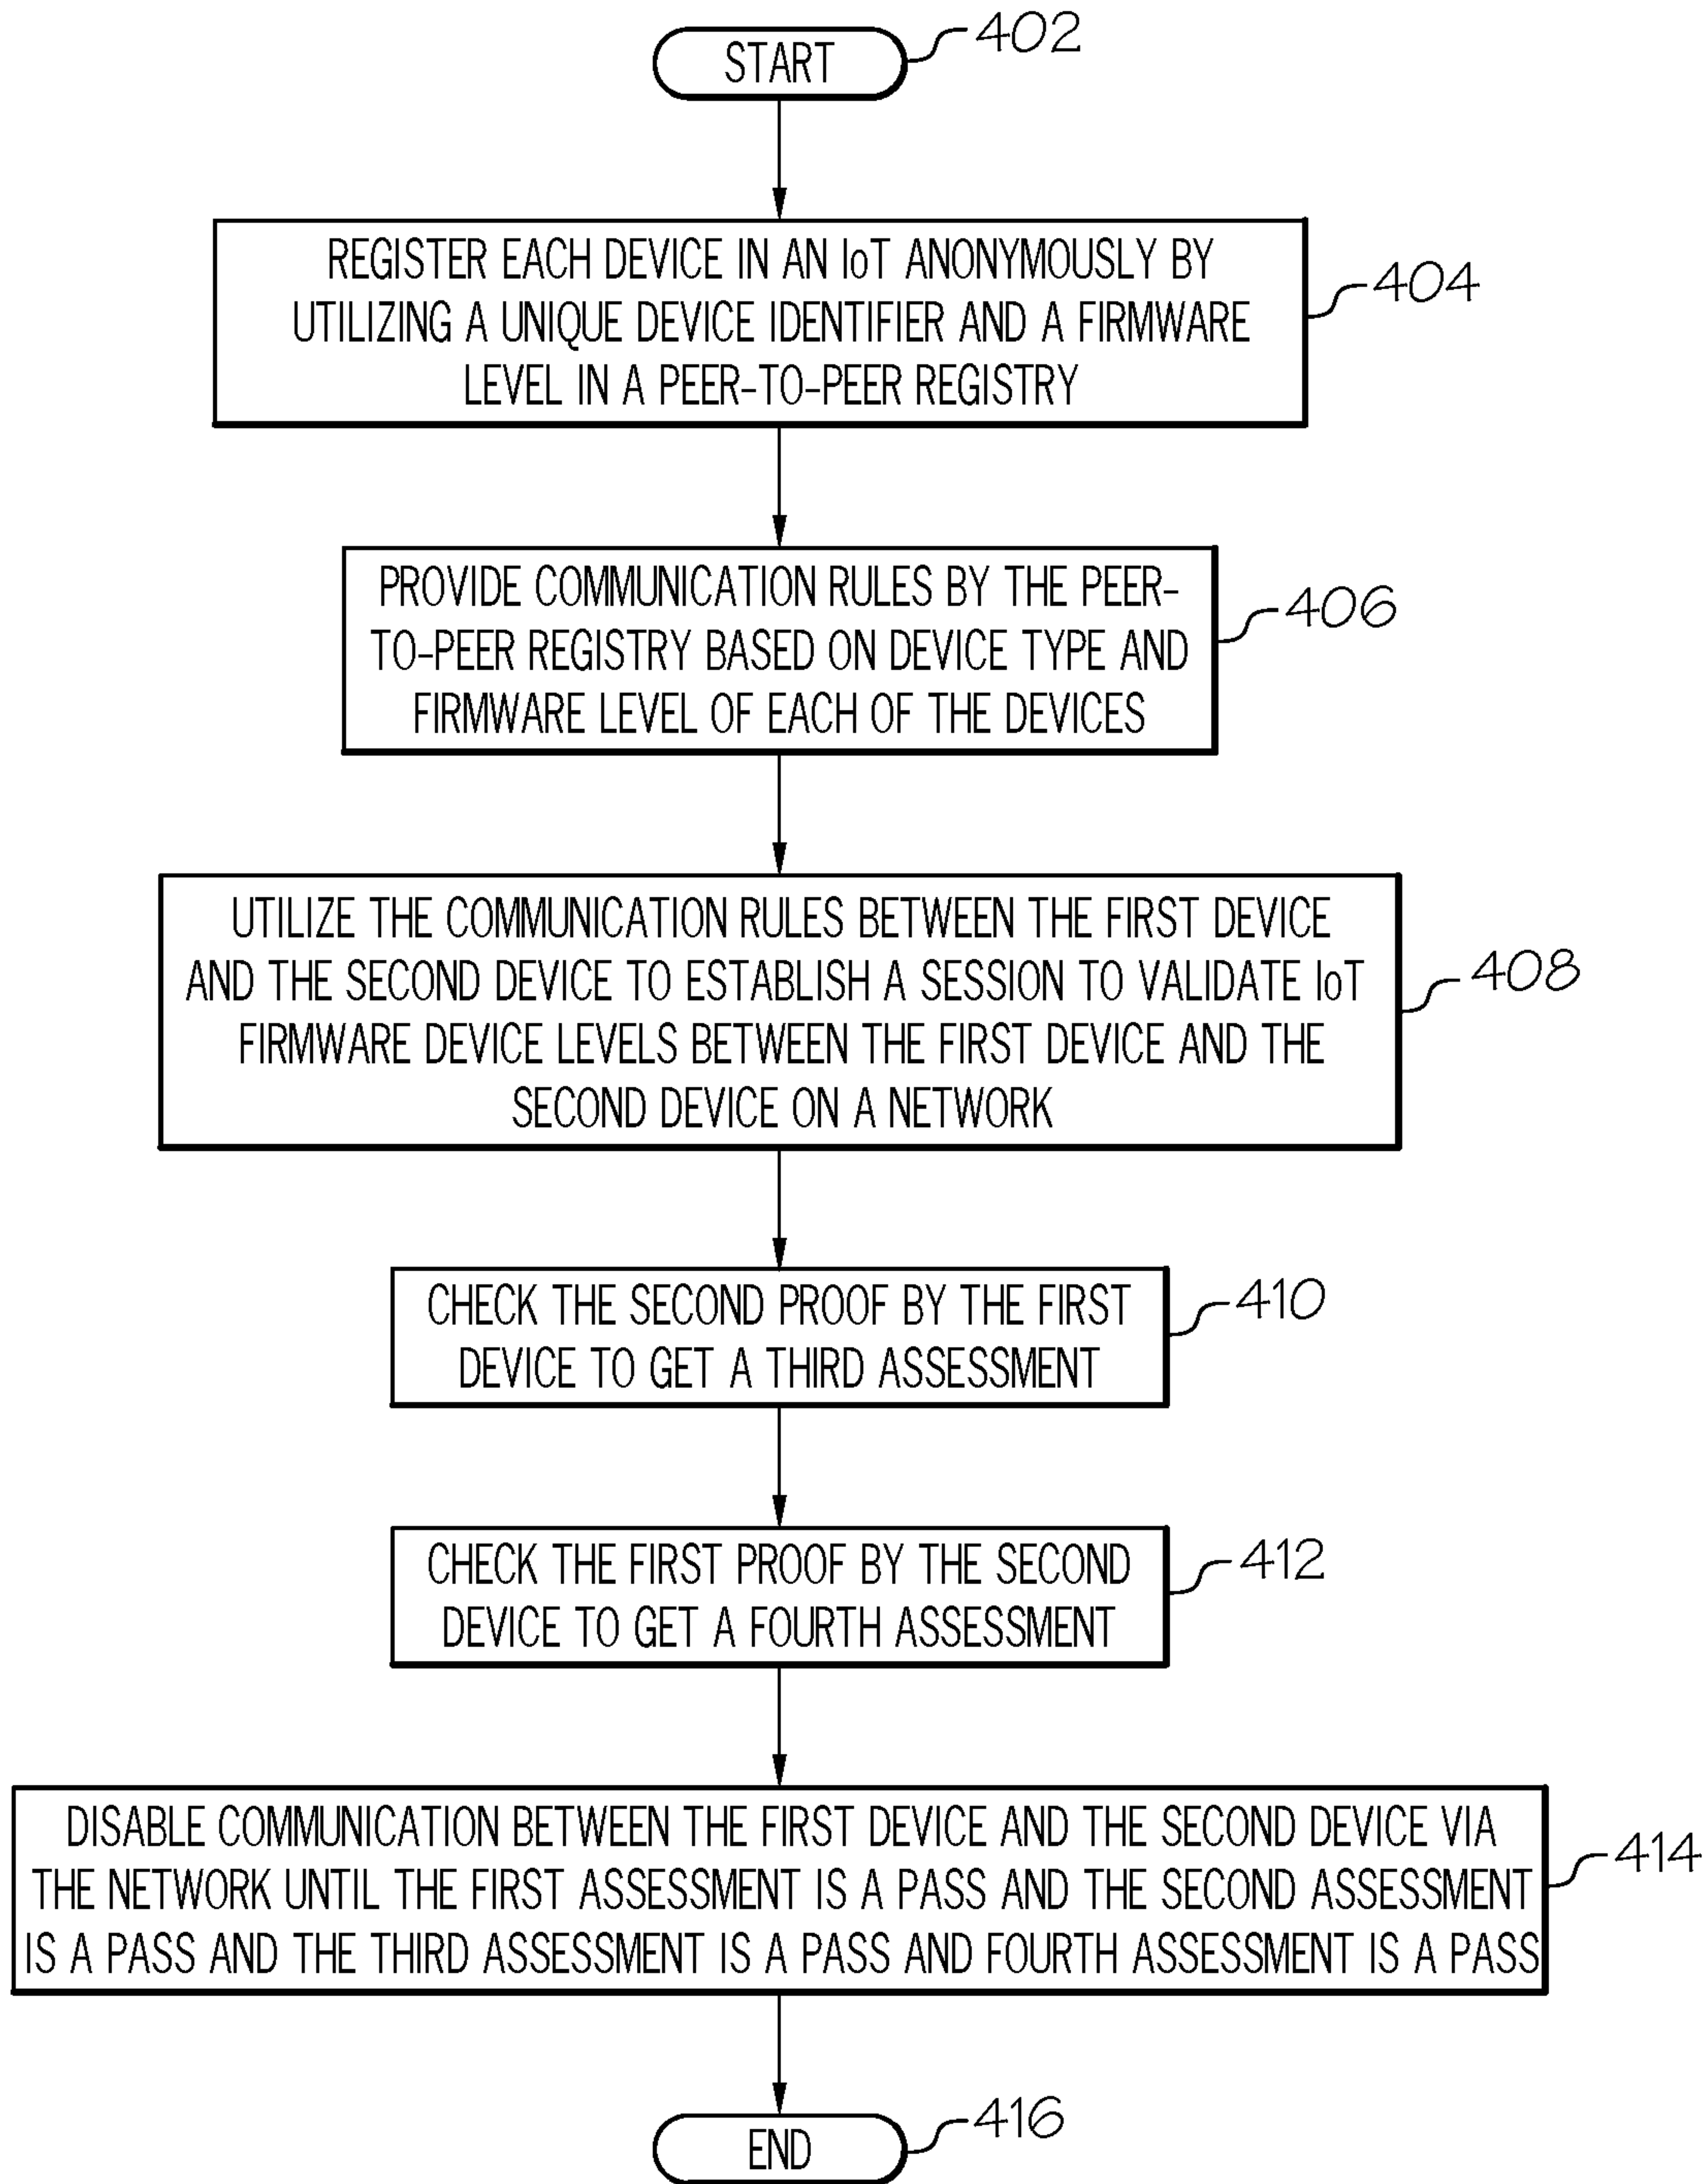 START
402
REGISTER EACH DEVICE IN AN IoT ANONYMOUSLY BY
UTILIZING A UNIQUE DEVICE IDENTIFIER AND A FIRMWARE
LEVEL IN A PEER-TO-PEER REGISTRY
404
PROVIDE COMMUNICATION RULES BY THE PEER-
TO-PEER REGISTRY BASED ON DEVICE TYPE AND
FIRMWARE LEVEL OF EACH OF THE DEVICES
406
UTILIZE THE COMMUNICATION RULES BETWEEN THE FIRST DEVICE
AND THE SECOND DEVICE TO ESTABLISH A SESSION TO VALIDATE IoT
FIRMWARE DEVICE LEVELS BETWEEN THE FIRST DEVICE AND THE
SECOND DEVICE ON A NETWORK
408
CHECK THE SECOND PROOF BY THE FIRST
DEVICE TO GET A THIRD ASSESSMENT
410
CHECK THE FIRST PROOF BY THE SECOND
DEVICE TO GET A FOURTH ASSESSMENT
412
DISABLE COMMUNICATION BETWEEN THE FIRST DEVICE AND THE SECOND DEVICE VIA
THE NETWORK UNTIL THE FIRST ASSESSMENT IS A PASS AND THE SECOND ASSESSMENT
IS A PASS AND THE THIRD ASSESSMENT IS A PASS AND FOURTH ASSESSMENT IS A PASS
414
END
416